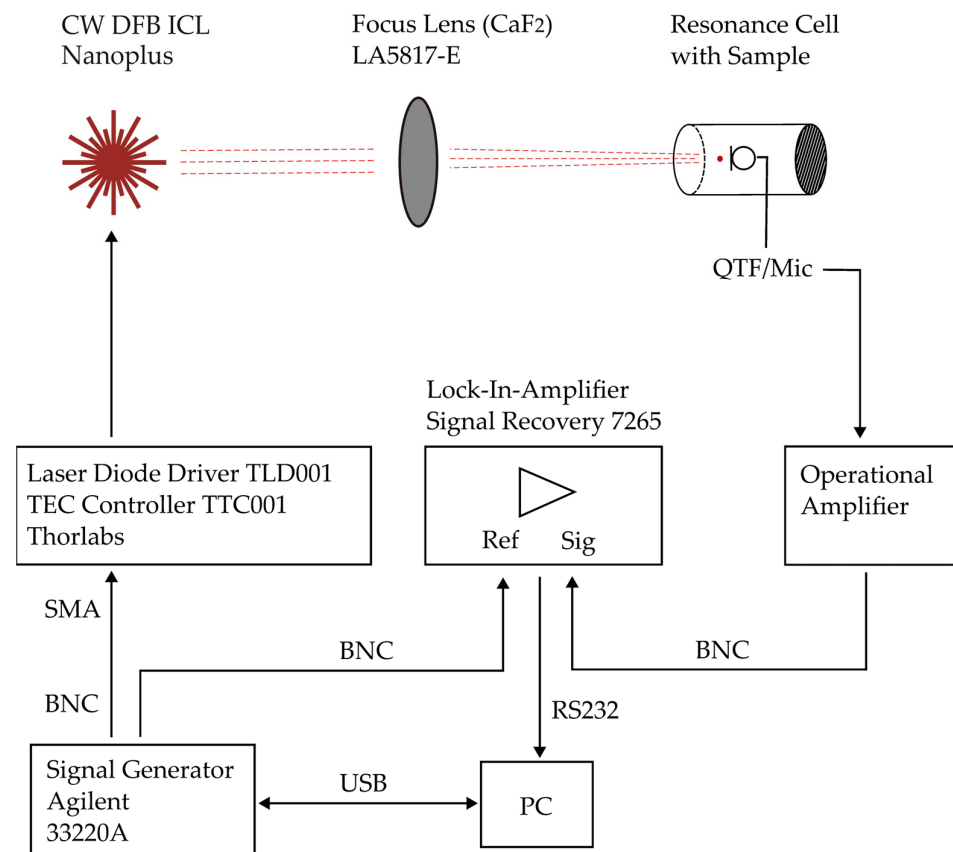 CW DFB ICL
Nanoplus
Focus Lens (CaF2)
LA5817-E
Resonance Cell
with Sample
QTF/Mic
Lock-In-Amplifier
Signal Recovery 7265
Ref Sig
Laser Diode Driver TLD001
TEC Controller TTC001
Thorlabs
Operational
Amplifier
SMA
BNC
BNC
BNC
RS232
Signal Generator
Agilent
33220A
USB
PC